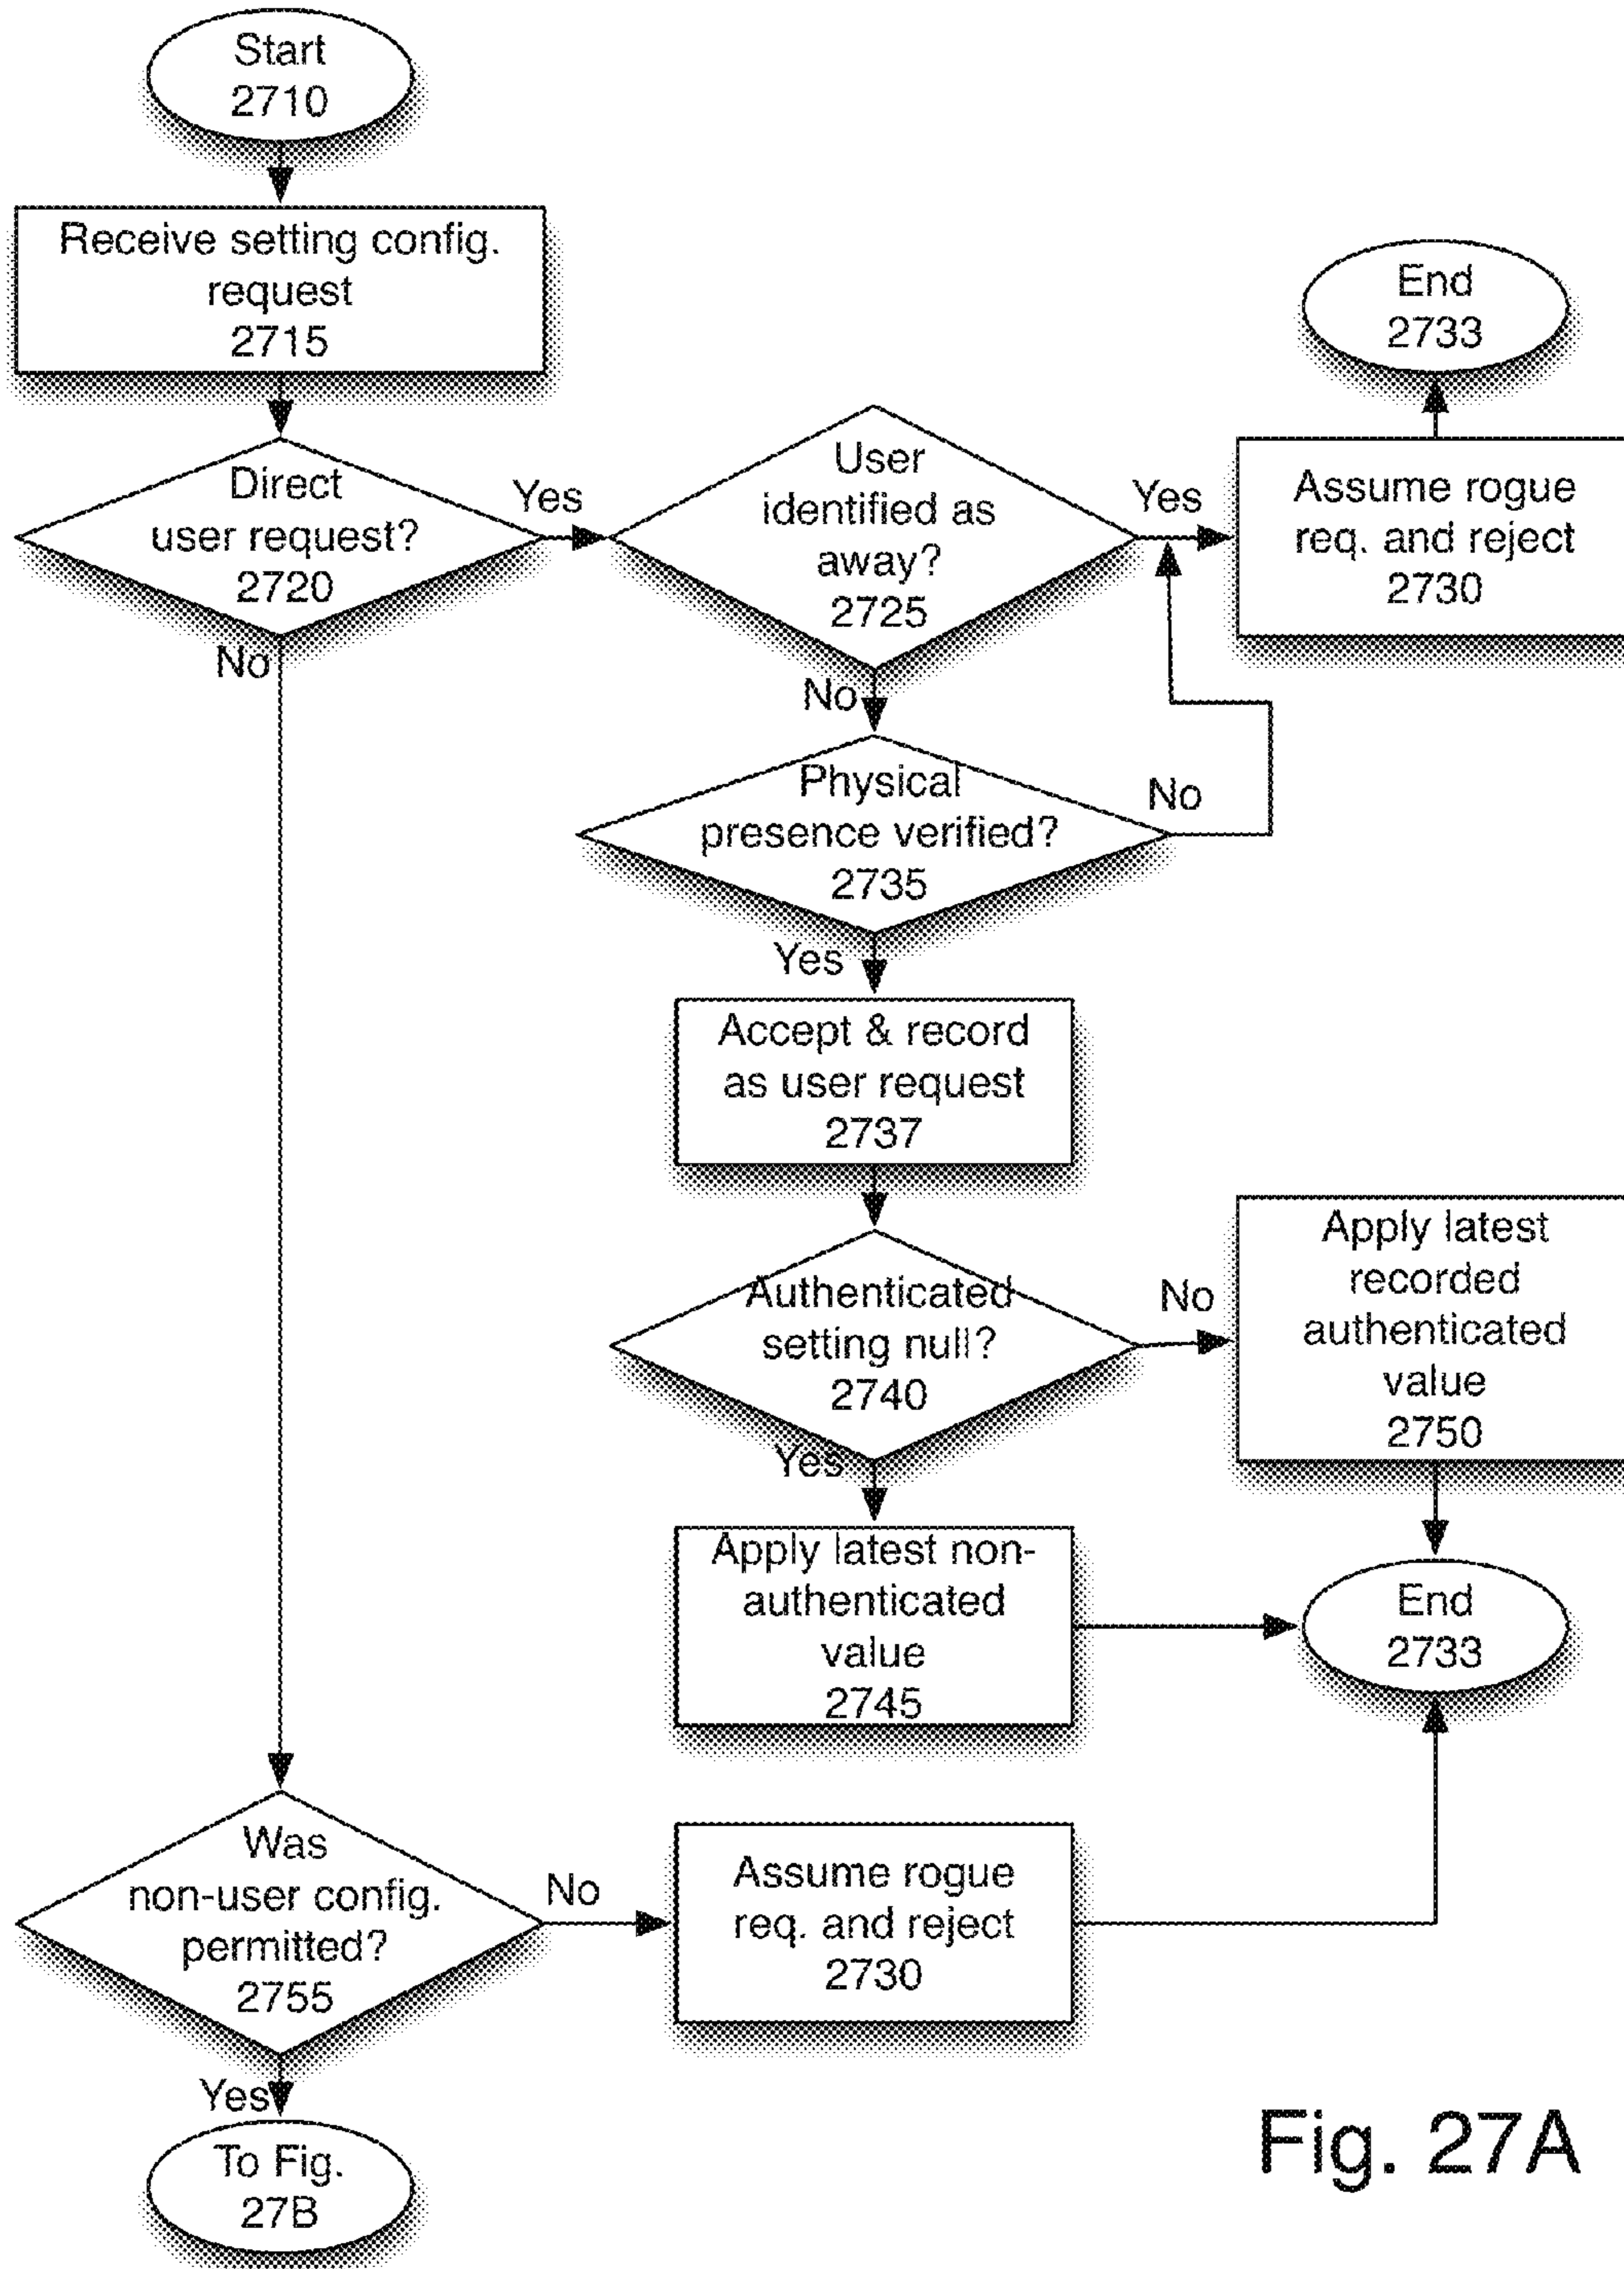 Start
2710
Receive setting config.
request
2715
Direct
user request?
2720
Yes
No
User
identified as
away?
2725
Yes
No
End
2733
Assume rogue
req. and reject
2730
Physical
presence verified?
2735
No
Yes
Accept & record
as user request
2737
Authenticated
setting null?
2740
No
Yes
Apply latest
recorded
authenticated
value
2750
Apply latest non-
authenticated
value
2745
End
2733
Was
non-user config.
permitted?
2755
No
Yes
Assume rogue
req. and reject
2730
To Fig.
27B
Fig. 27A